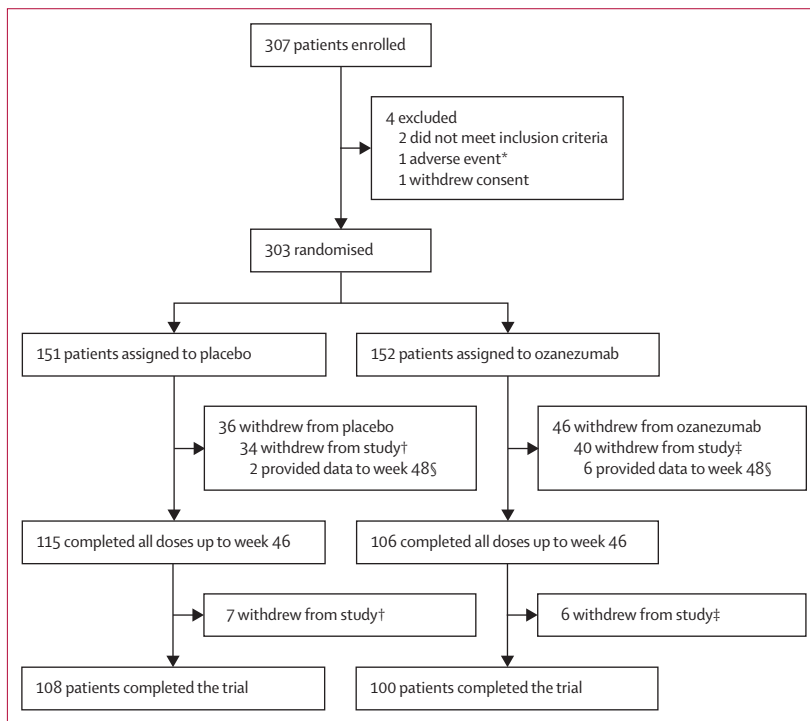 307 patients enrolled
4 excluded
2 did not meet inclusion criteria
1 adverse event*
1 withdrew consent
303 randomised
151 patients assigned to placebo
152 patients assigned to ozanezumab
36 withdrew from placebo
34 withdrew from study†
2 provided data to week 48§
46 withdrew from ozanezumab
40 withdrew from study‡
6 provided data to week 48§
115 completed all doses up to week 46
106 completed all doses up to week 46
7 withdrew from study†
6 withdrew from study‡
108 patients completed the trial
100 patients completed the trial